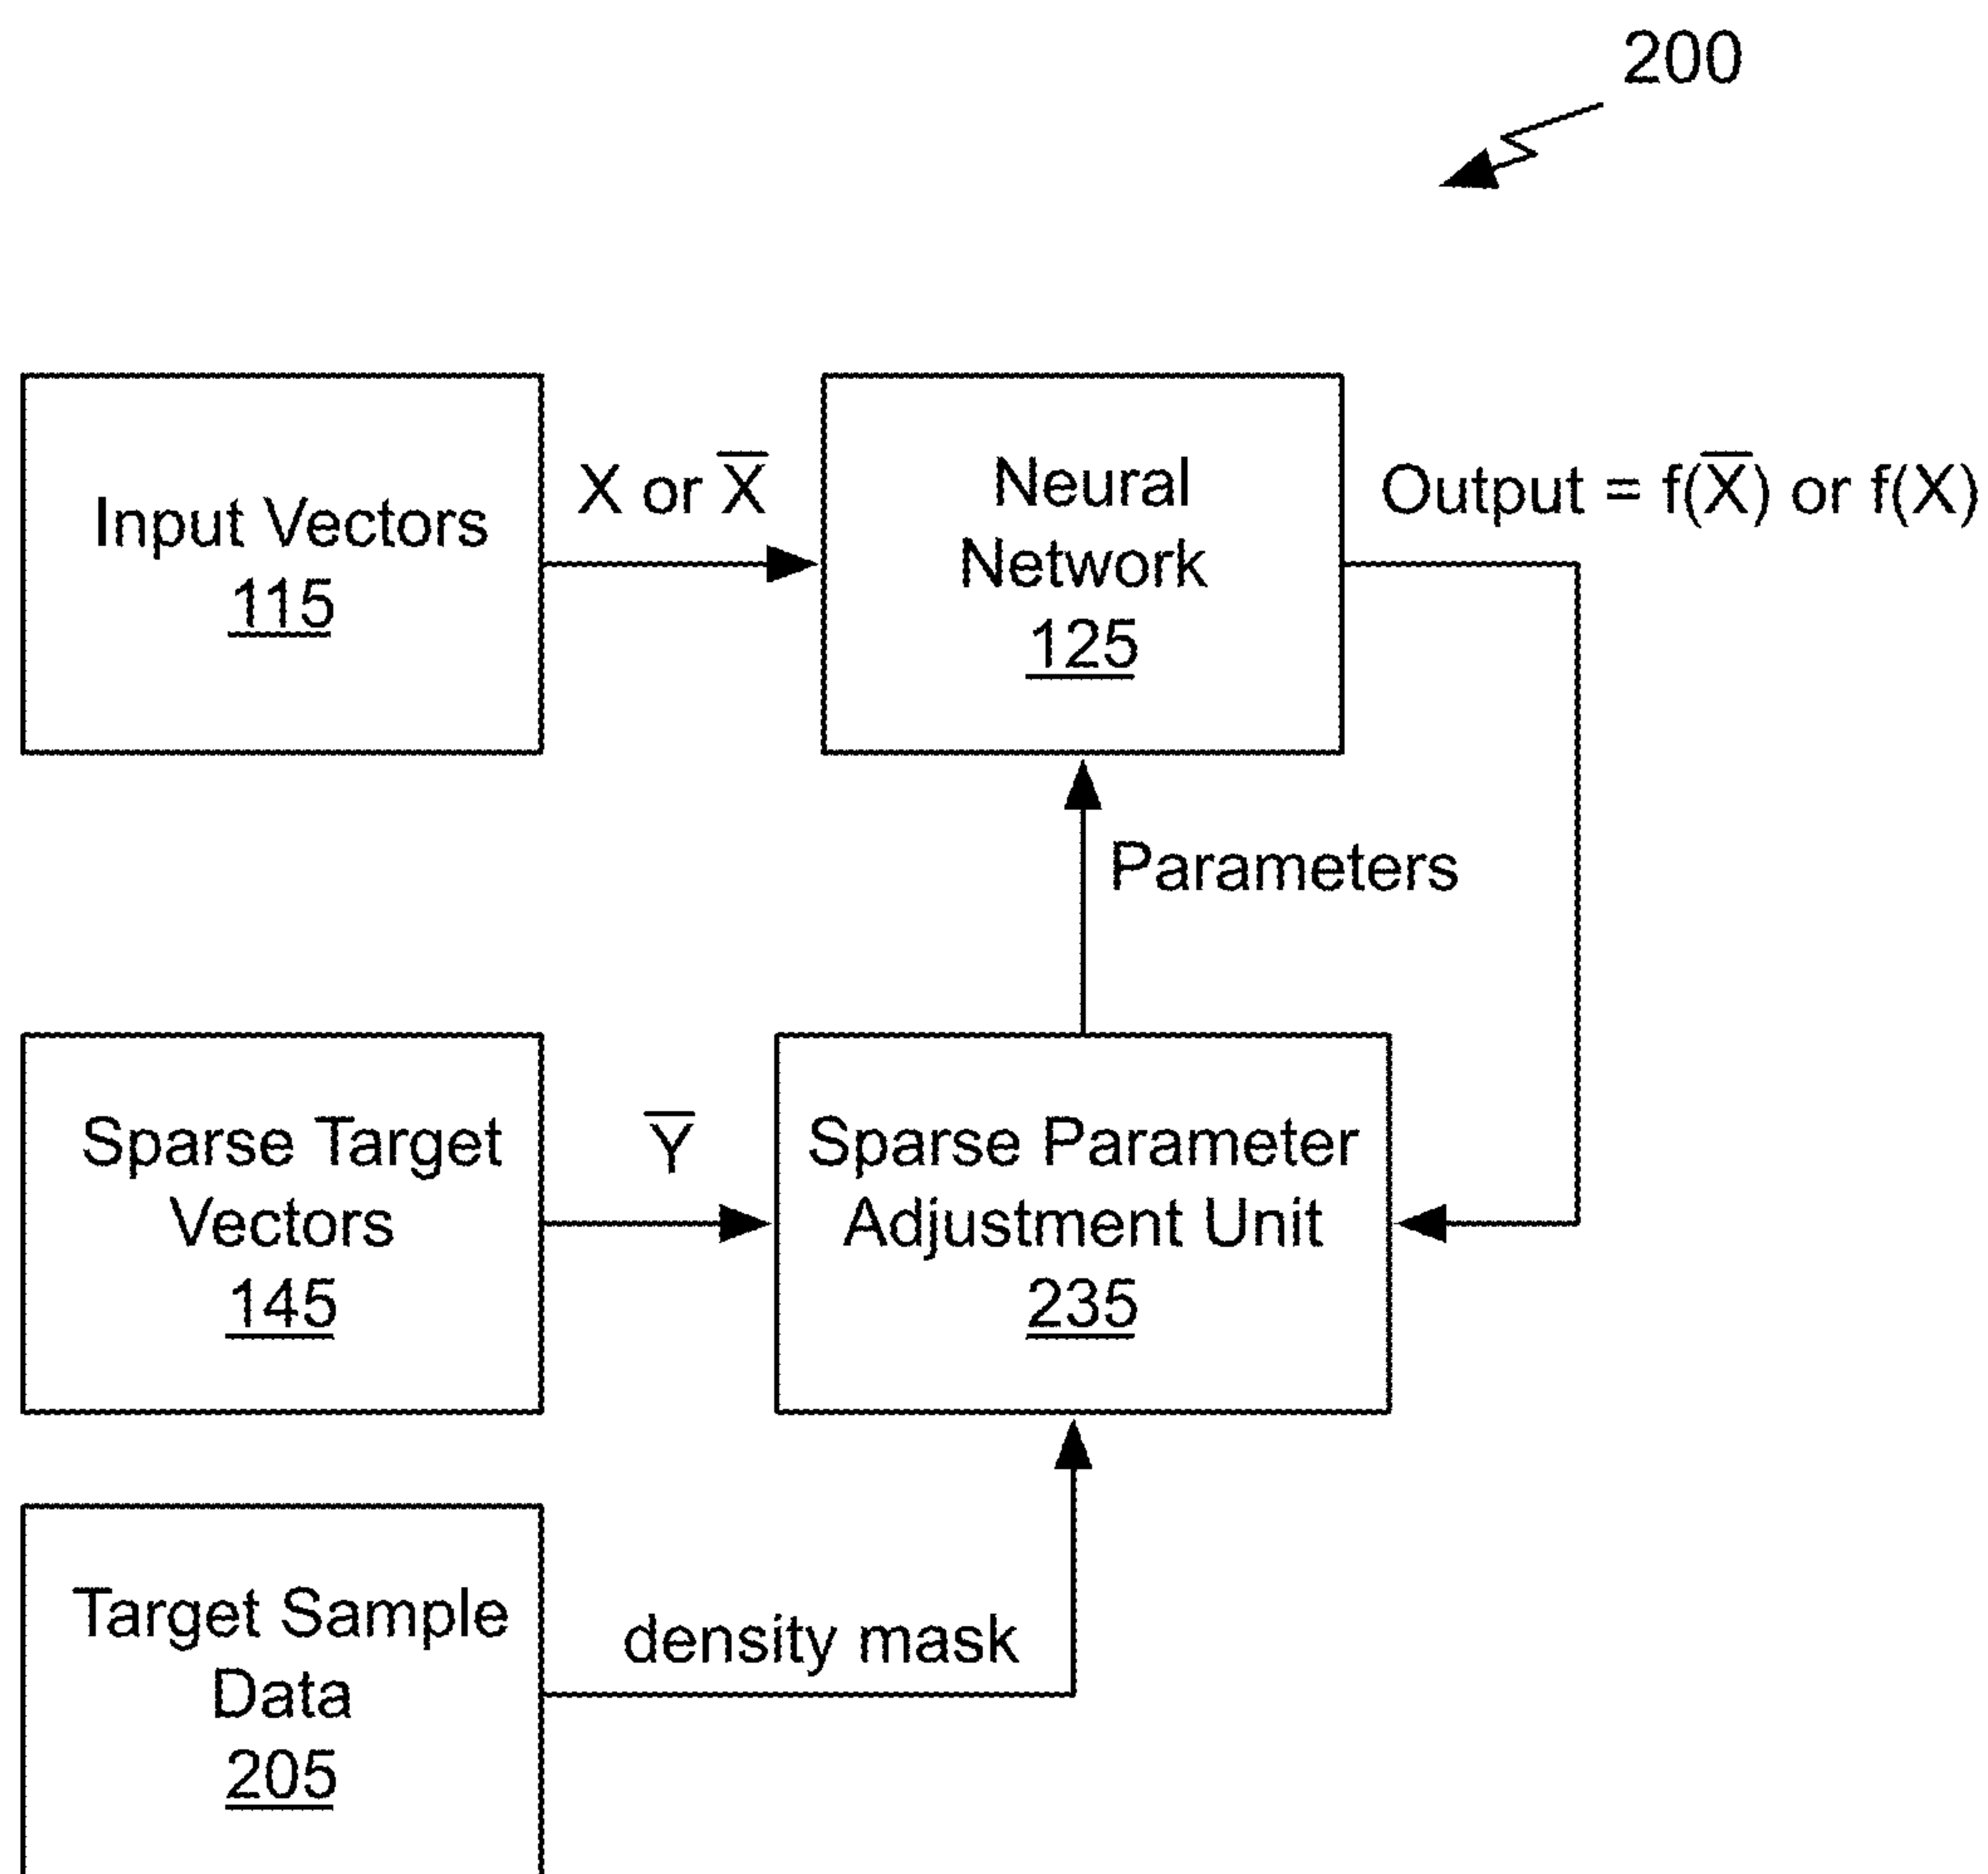 200
Input Vectors
115
X or X̅
Neural
Network
125
Output = f(X̅) or f(X)
Parameters
Sparse Target
Vectors
145
Y̅
Sparse Parameter
Adjustment Unit
235
Target Sample
Data
205
density mask